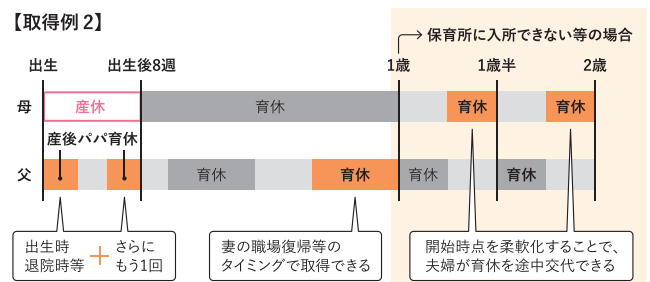 【取得例2】
保育所に入所できない等の場合
出生
出生後8週
1歳
1歳半
2歳
母
産休
育休
育休
育休
産後パパ育休
父
育休
育休
育休
育休
出生時
退院時等
＋
さらに
もう1回
妻の職場復帰等の
タイミングで取得できる
開始時点を柔軟化することで、
夫婦が育休を途中交代できる